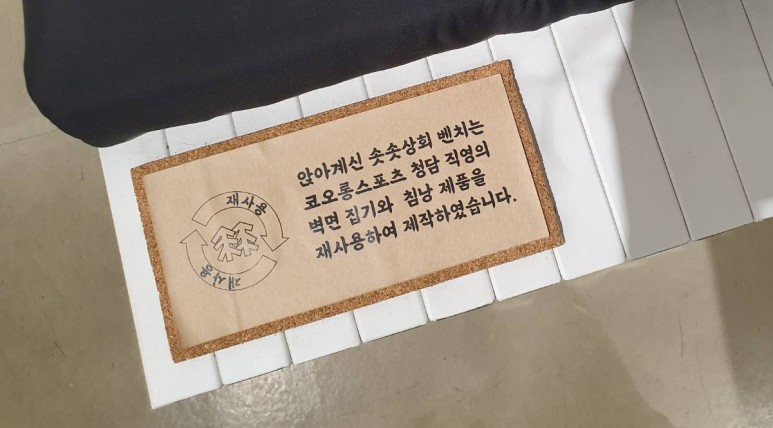 앉아계신 솟솟상회 벤치는
코오롱스포츠 청담 직영의
벽면 집기와 침낭 제품을
재사용하여 제작하였습니다.
재사용
재사용